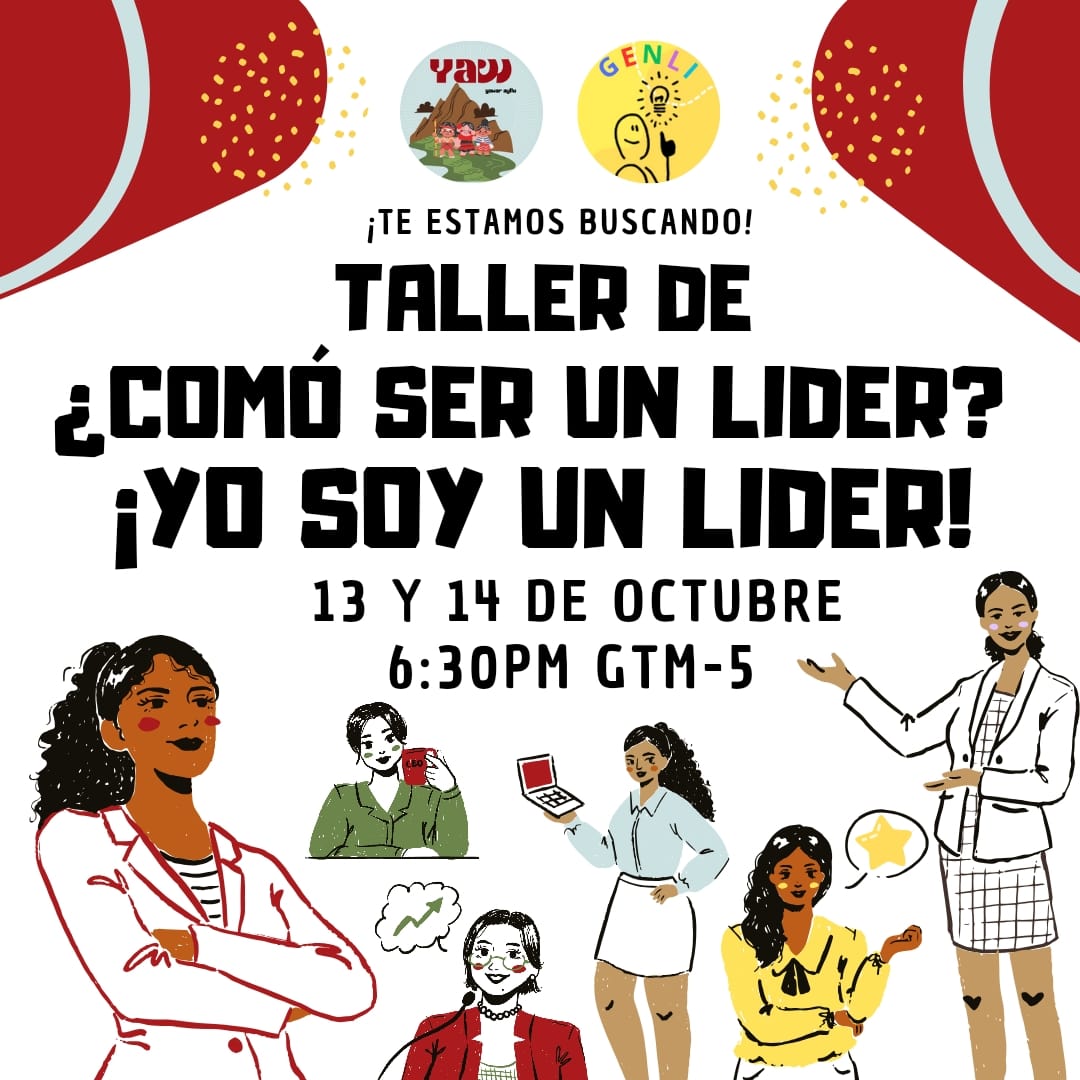 YAW
yawar ayllu
GENLI
¡TE ESTAMOS BUSCANDO!
TALLER DE
¿COMÓ SER UN LIDER?
¡YO SOY UN LIDER!
13 Y 14 DE OCTUBRE
6:30PM GTM-5
CEO